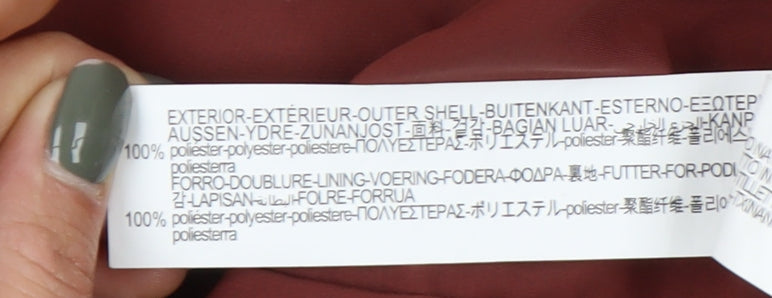 EXTERIOR-EXTÉRIEUR-OUTER SHELL-BUITENKANT-ESTERNO-ΕΞΩΤΕΡ
AUSSEN-YDRE-ZUNANJOST-面料-겉감-BAGIAN LUAR-
100% poliéster-polyester-poliestere-ΠΟΛΥΕΣΤΕΡΑΣ-ポリエステル-poliester-聚酯纤维-폴리에스
poliesterra
FORRO-DOUBLURE-LINING-VOERING-FODERA-ΦΟΔΡΑ-裏地-FUTTER-FOR-PODL
감-LAPISAN-البطانة-FOLRE-FORRUA
100% poliéster-polyester-poliestere-ΠΟΛΥΕΣΤΕΡΑΣ-ポリエステル-poliester-聚酯纤维-폴리에
poliesterra